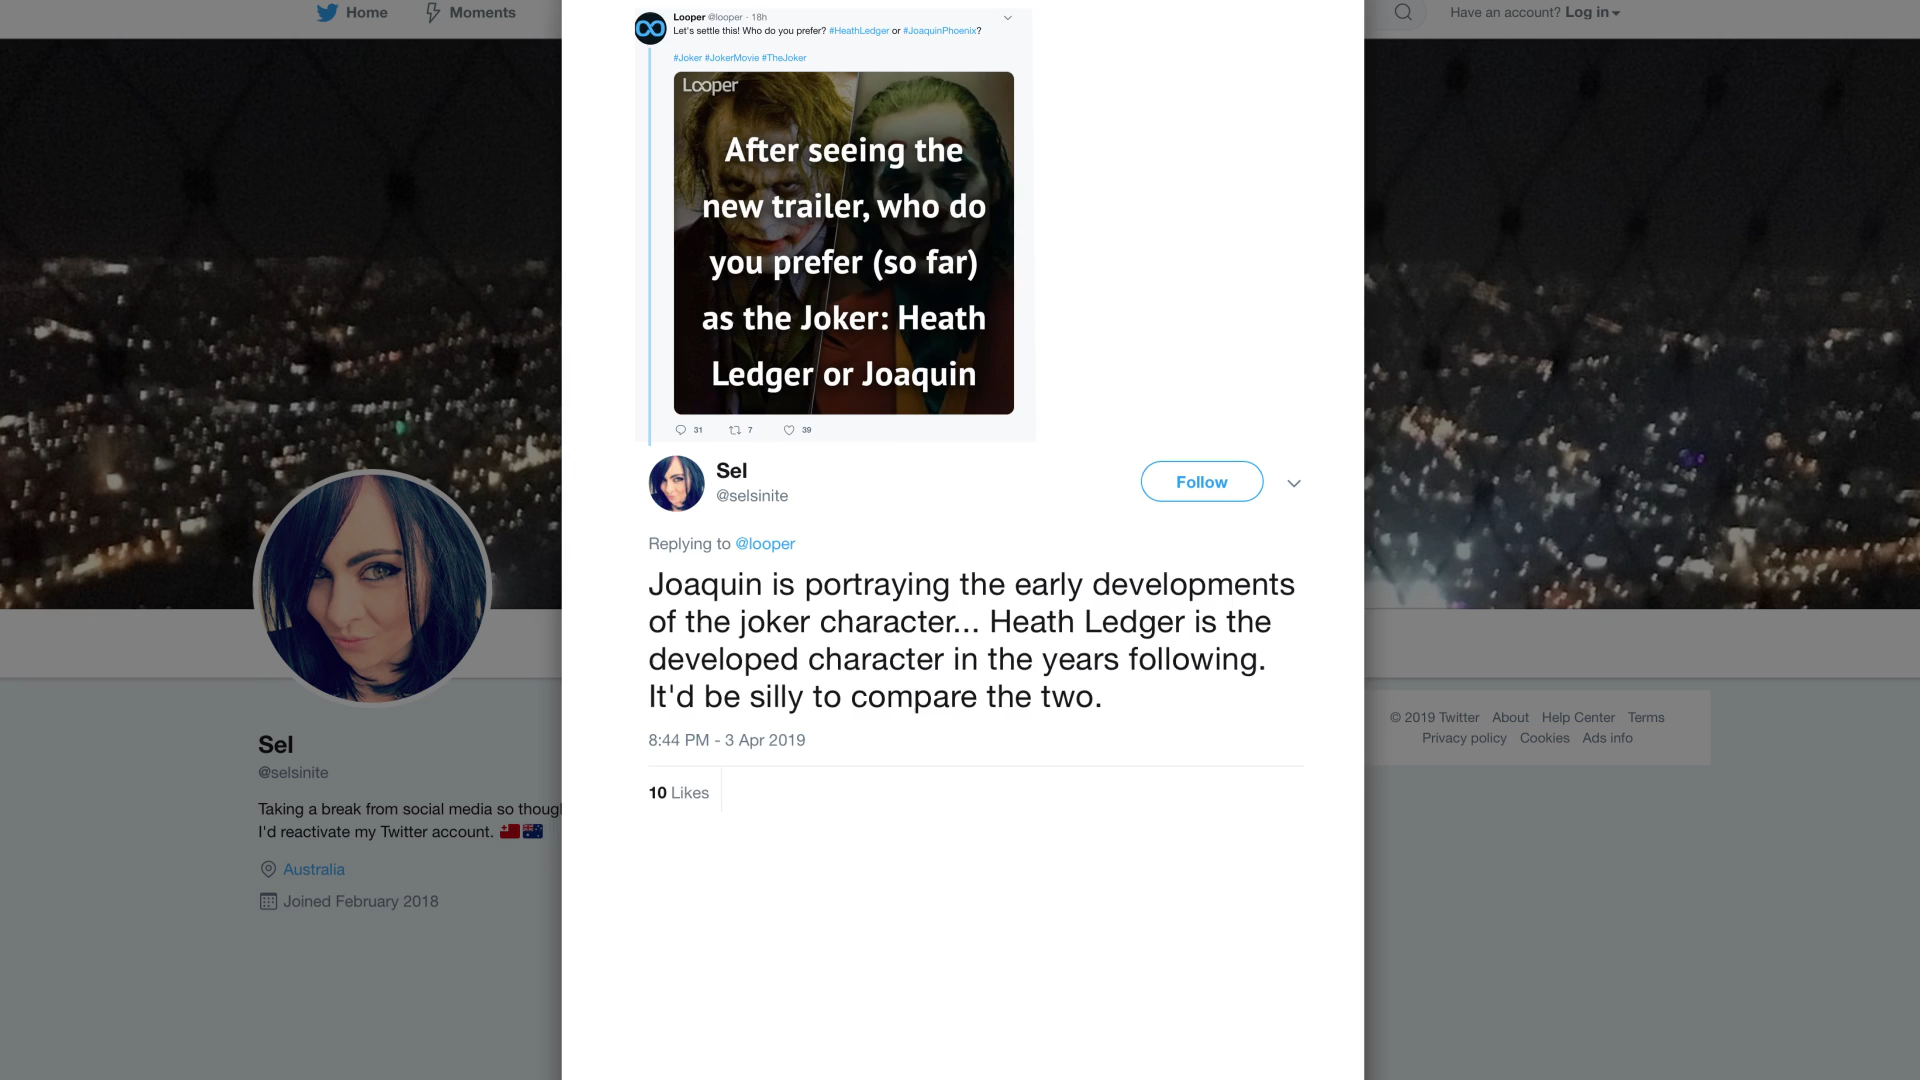 Home
Moments
Have an account? Log in
Looper @looper · 18h
Let's settle this! Who do you prefer? #HeathLedger or #JoaquinPhoenix?
#Joker #JokerMovie #TheJoker
Looper
After seeing the
new trailer, who do
you prefer (so far)
as the Joker: Heath
Ledger or Joaquin
31 7 39
Sel
@selsinite
Follow
Replying to @looper
Joaquin is portraying the early developments
of the joker character... Heath Ledger is the
developed character in the years following.
It'd be silly to compare the two.
8:44 PM - 3 Apr 2019
10 Likes
Sel
@selsinite
Taking a break from social media so though
I'd reactivate my Twitter account.
Australia
Joined February 2018
© 2019 Twitter About Help Center Terms
Privacy policy Cookies Ads info